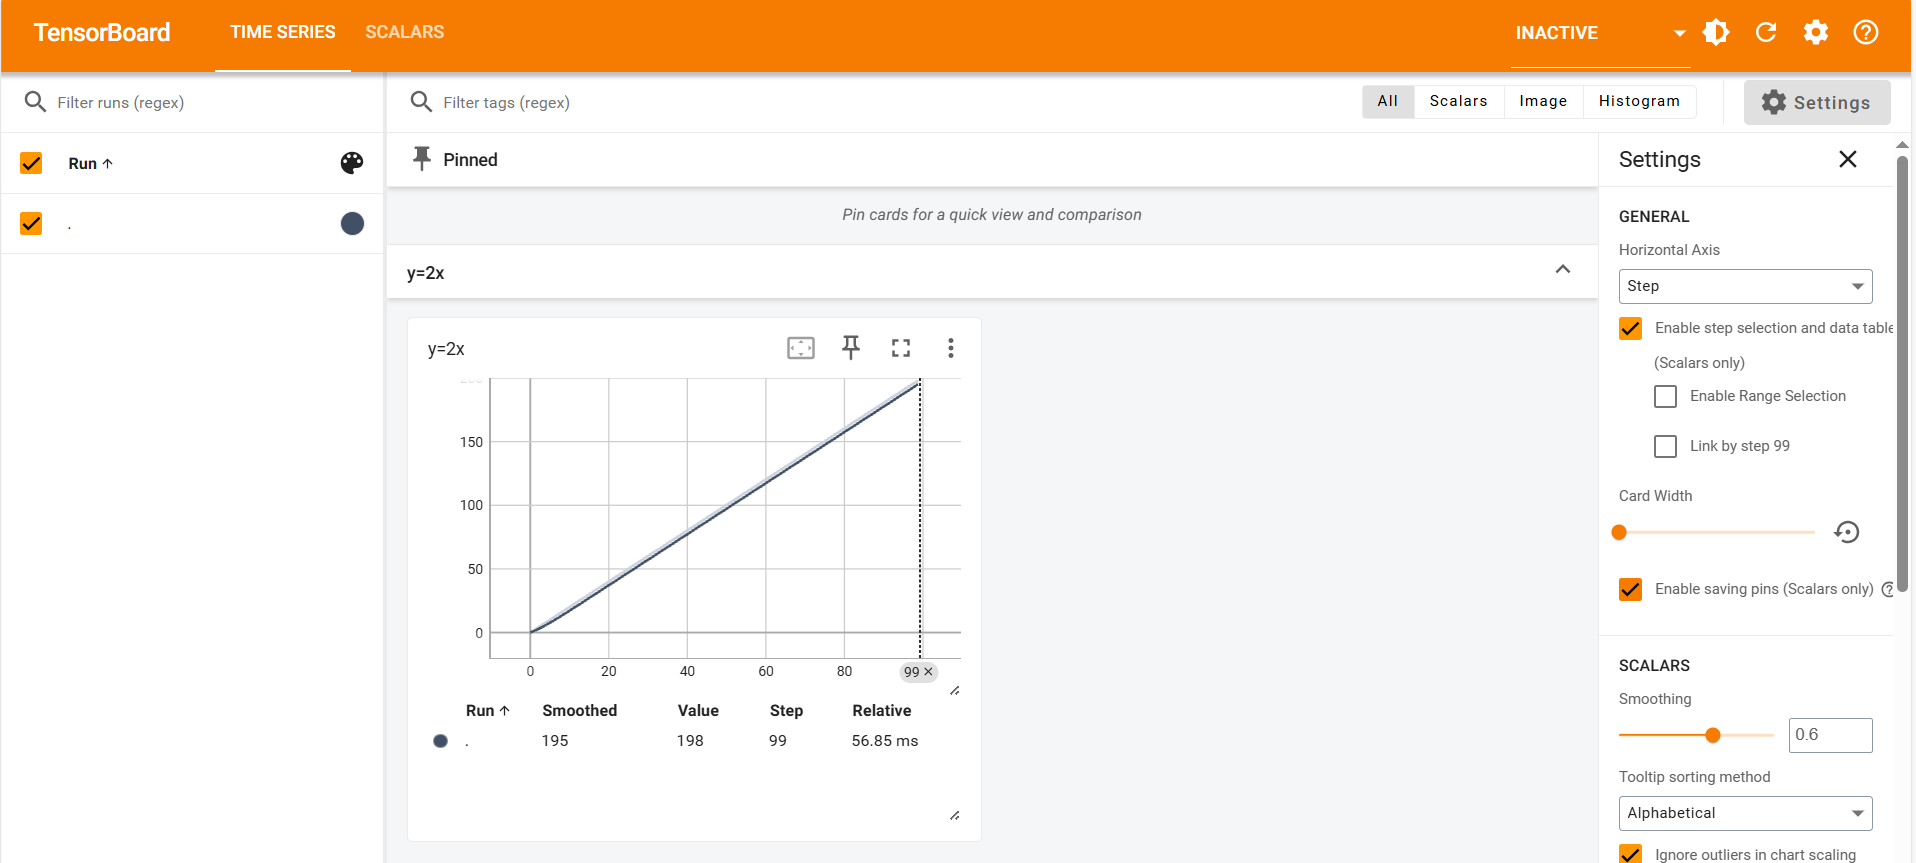 TensorBoard TIME SERIES SCALARS INACTIVE
Filter runs (regex)
Filter tags (regex) All Scalars Image Histogram Settings
Run ↑
.
Pinned
Pin cards for a quick view and comparison
y=2x
y=2x
200
150
100
50
0
0 20 40 60 80 99 ×
Run ↑ Smoothed Value Step Relative
. 195 198 99 56.85 ms
Settings
GENERAL
Horizontal Axis
Step
Enable step selection and data table
(Scalars only)
Enable Range Selection
Link by step 99
Card Width
Enable saving pins (Scalars only)
SCALARS
Smoothing
0.6
Tooltip sorting method
Alphabetical
Ignore outliers in chart scaling